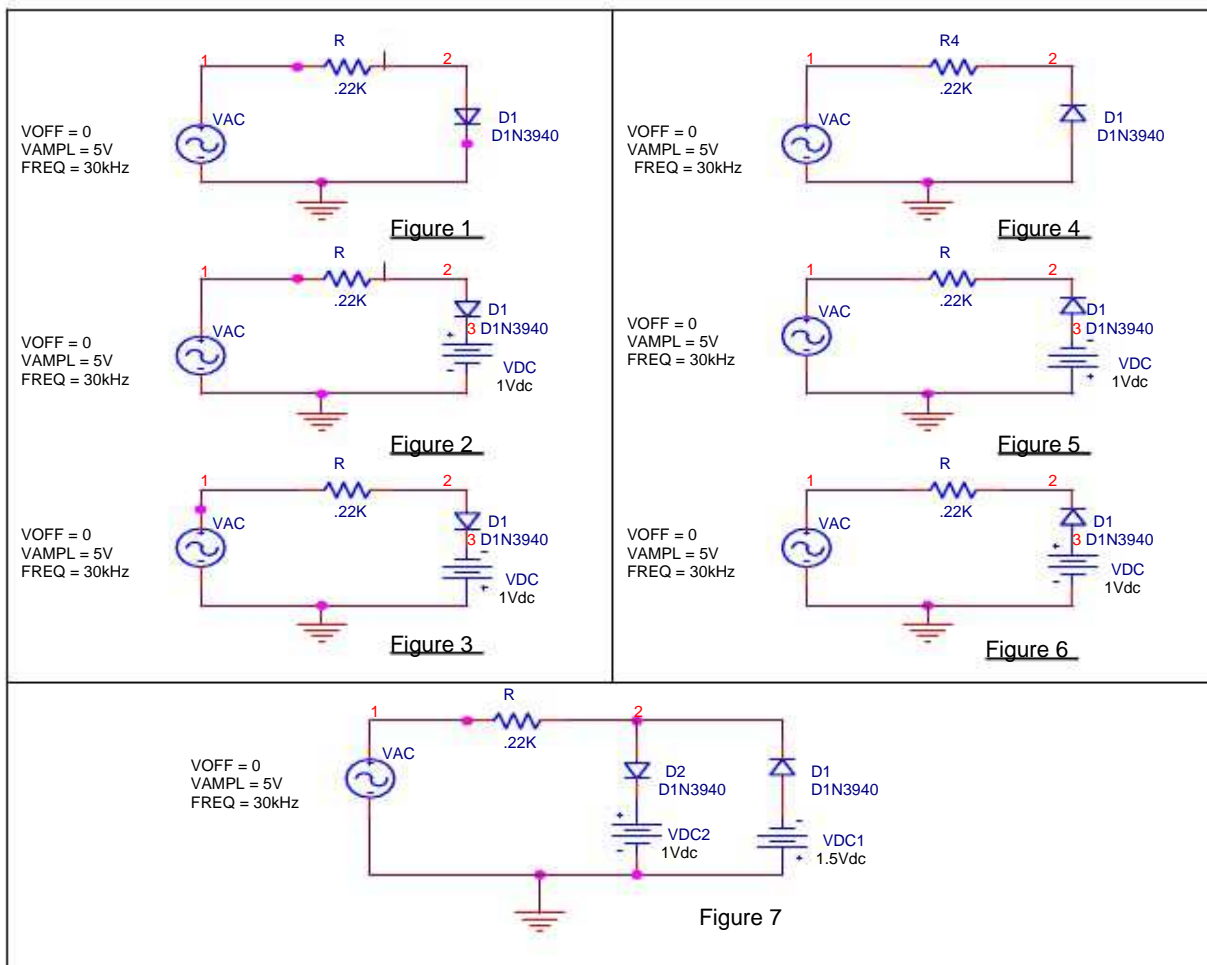 R
1
2
.22K
VAC
D1
D1N3940
VOFF = 0
VAMPL = 5V
FREQ = 30kHz
+
-
Figure 1
R
1
2
.22K
VAC
D1
3 D1N3940
VOFF = 0
VAMPL = 5V
FREQ = 30kHz
+
-
+
-
VDC
1Vdc
Figure 2
R
1
2
.22K
VAC
D1
3 D1N3940
VOFF = 0
VAMPL = 5V
FREQ = 30kHz
+
-
-
+
VDC
1Vdc
Figure 3
R4
1
2
.22K
VAC
D1
D1N3940
VOFF = 0
VAMPL = 5V
FREQ = 30kHz
+
-
Figure 4
R
1
2
.22K
VAC
D1
3 D1N3940
VOFF = 0
VAMPL = 5V
FREQ = 30kHz
+
-
-
+
VDC
1Vdc
Figure 5
R
1
2
.22K
VAC
D1
3 D1N3940
VOFF = 0
VAMPL = 5V
FREQ = 30kHz
+
-
+
-
VDC
1Vdc
Figure 6
R
1
2
.22K
VAC
VOFF = 0
VAMPL = 5V
FREQ = 30kHz
+
-
D2
D1N3940
D1
D1N3940
+
-
VDC2
1Vdc
-
+
VDC1
1.5Vdc
Figure 7